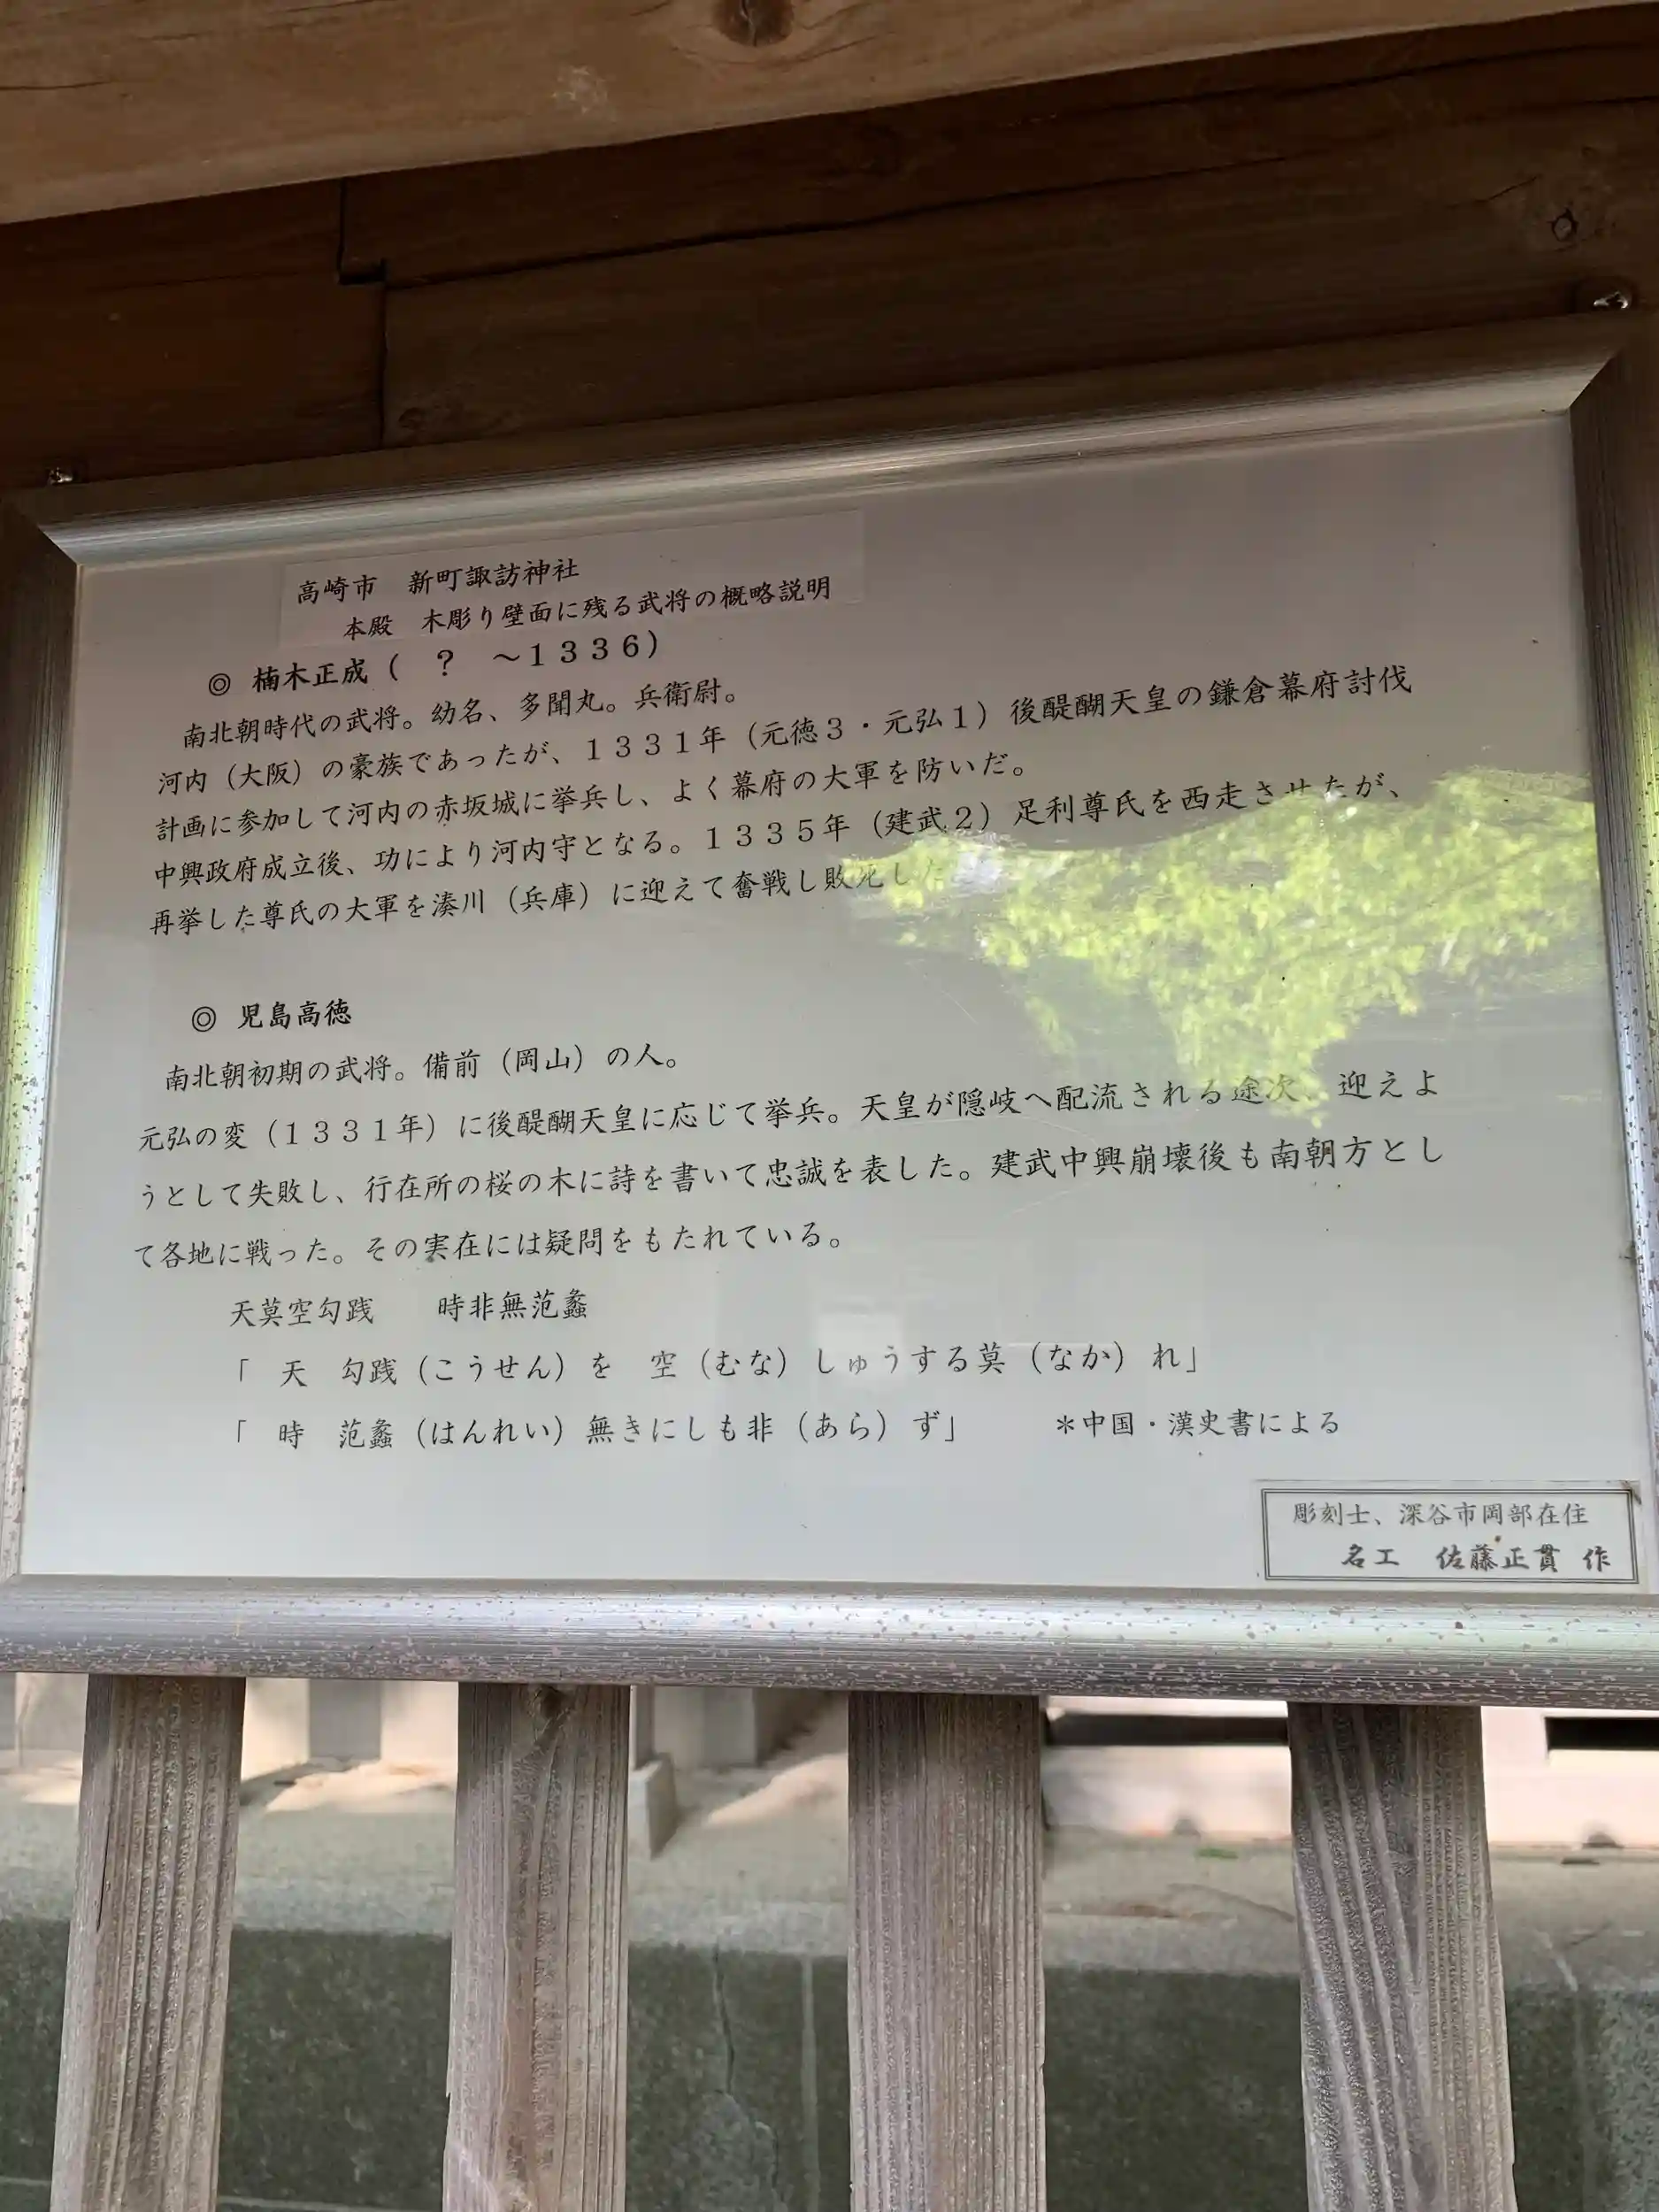 高崎市　新町諏訪神社
本殿　木彫り壁面に残る武将の概略説明
◎ 楠木正成（　？　～１３３６）
南北朝時代の武将。幼名、多聞丸。兵衛尉。
河内（大阪）の豪族であったが、１３３１年（元徳３・元弘１）後醍醐天皇の鎌倉幕府討伐
計画に参加して河内の赤坂城に挙兵し、よく幕府の大軍を防いだ。
中興政府成立後、功により河内守となる。１３３５年（建武２）足利尊氏を西走させたが、
再挙した尊氏の大軍を湊川（兵庫）に迎えて奮戦し敗死した
◎ 児島高徳
南北朝初期の武将。備前（岡山）の人。
元弘の変（１３３１年）に後醍醐天皇に応じて挙兵。天皇が隠岐へ配流される途次、迎えよ
うとして失敗し、行在所の桜の木に詩を書いて忠誠を表した。建武中興崩壊後も南朝方とし
て各地に戦った。その実在には疑問をもたれている。
天莫空勾践　　時非無范蠡
「　天　勾践（こうせん）を　空（むな）しゅうする莫（なか）れ」
「　時　范蠡（はんれい）無きにしも非（あら）ず」　　　＊中国・漢史書による
彫刻士、深谷市岡部在住
名工　佐藤正貫 作